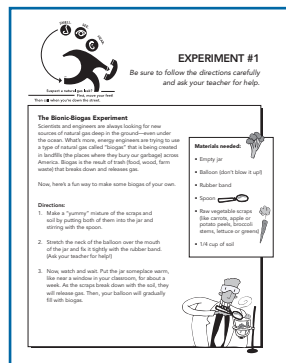 SMELL
SEE
HEAR
Suspect a natural gas leak?
First, move your feet!
Then call when you're down the street.
EXPERIMENT #1
Be sure to follow the directions carefully
and ask your teacher for help.
The Bionic-Biogas Experiment
Scientists and engineers are always looking for new
sources of natural gas deep in the ground—even under
the ocean. What's more, energy engineers are trying to use
a type of natural gas called "biogas" that is being created
in landfills (the places where they bury our garbage) across
America. Biogas is the result of trash (food, wood, farm
waste) that breaks down and releases gas.
Now, here's a fun way to make some biogas of your own.
Directions:
1. Make a "yummy" mixture of the scraps and
soil by putting both of them into the jar and
stirring with the spoon.
2. Stretch the neck of the balloon over the mouth
of the jar and fix it tightly with the rubber band.
(Ask your teacher for help!)
3. Now, watch and wait. Put the jar someplace warm,
like near a window in your classroom, for about a
week. As the scraps break down with the soil, they
will release gas. Then, your balloon will gradually
fill with biogas.
Materials needed:
• Empty jar
• Balloon (don't blow it up!)
• Rubber band
• Spoon
• Raw vegetable scraps
(like carrots, apple or
potato peels, broccoli
stems, lettuce or greens)
• 1/4 cup of soil